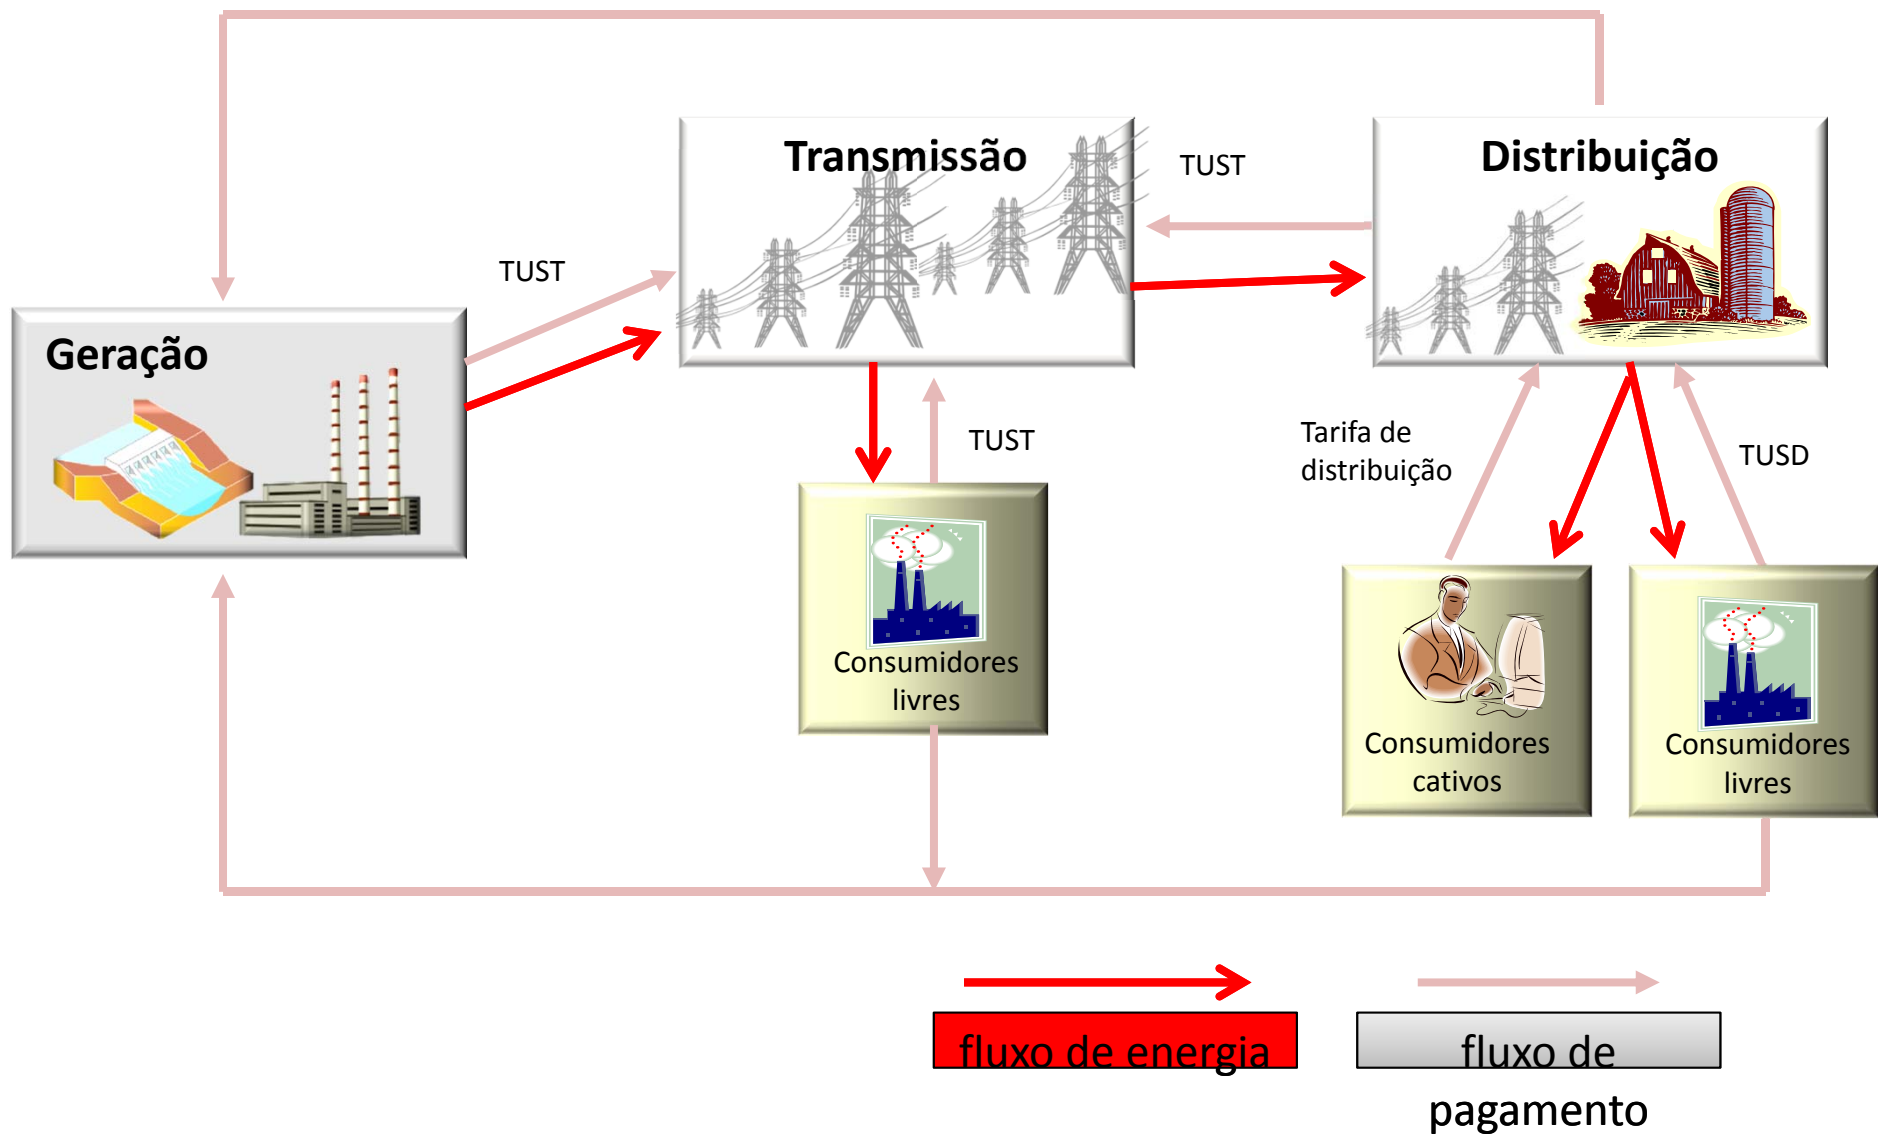 Transmissão
Distribuição
TUST
TUST
Geração
TUST
Tarifa de
distribuição
TUSD
Consumidores
livres
Consumidores
cativos
Consumidores
livres
fluxo de energia
fluxo de
pagamento